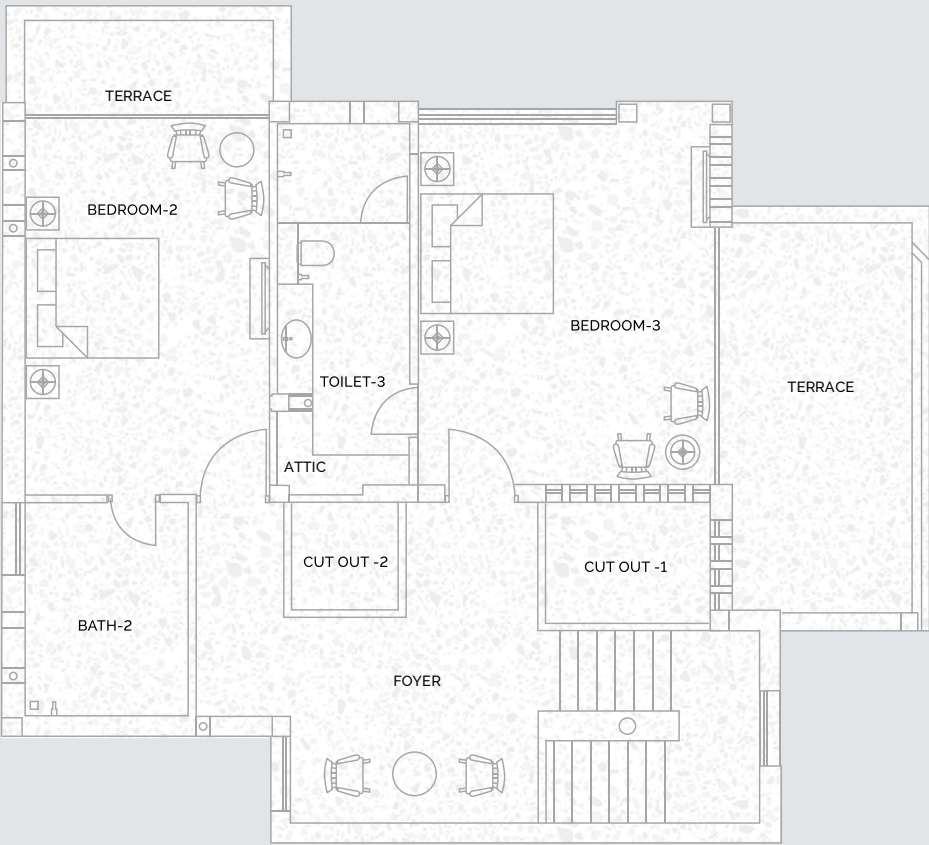 TERRACE
BEDROOM-2
BEDROOM-3
TOILET-3
TERRACE
ATTIC
CUT OUT -2
CUT OUT -1
BATH-2
FOYER